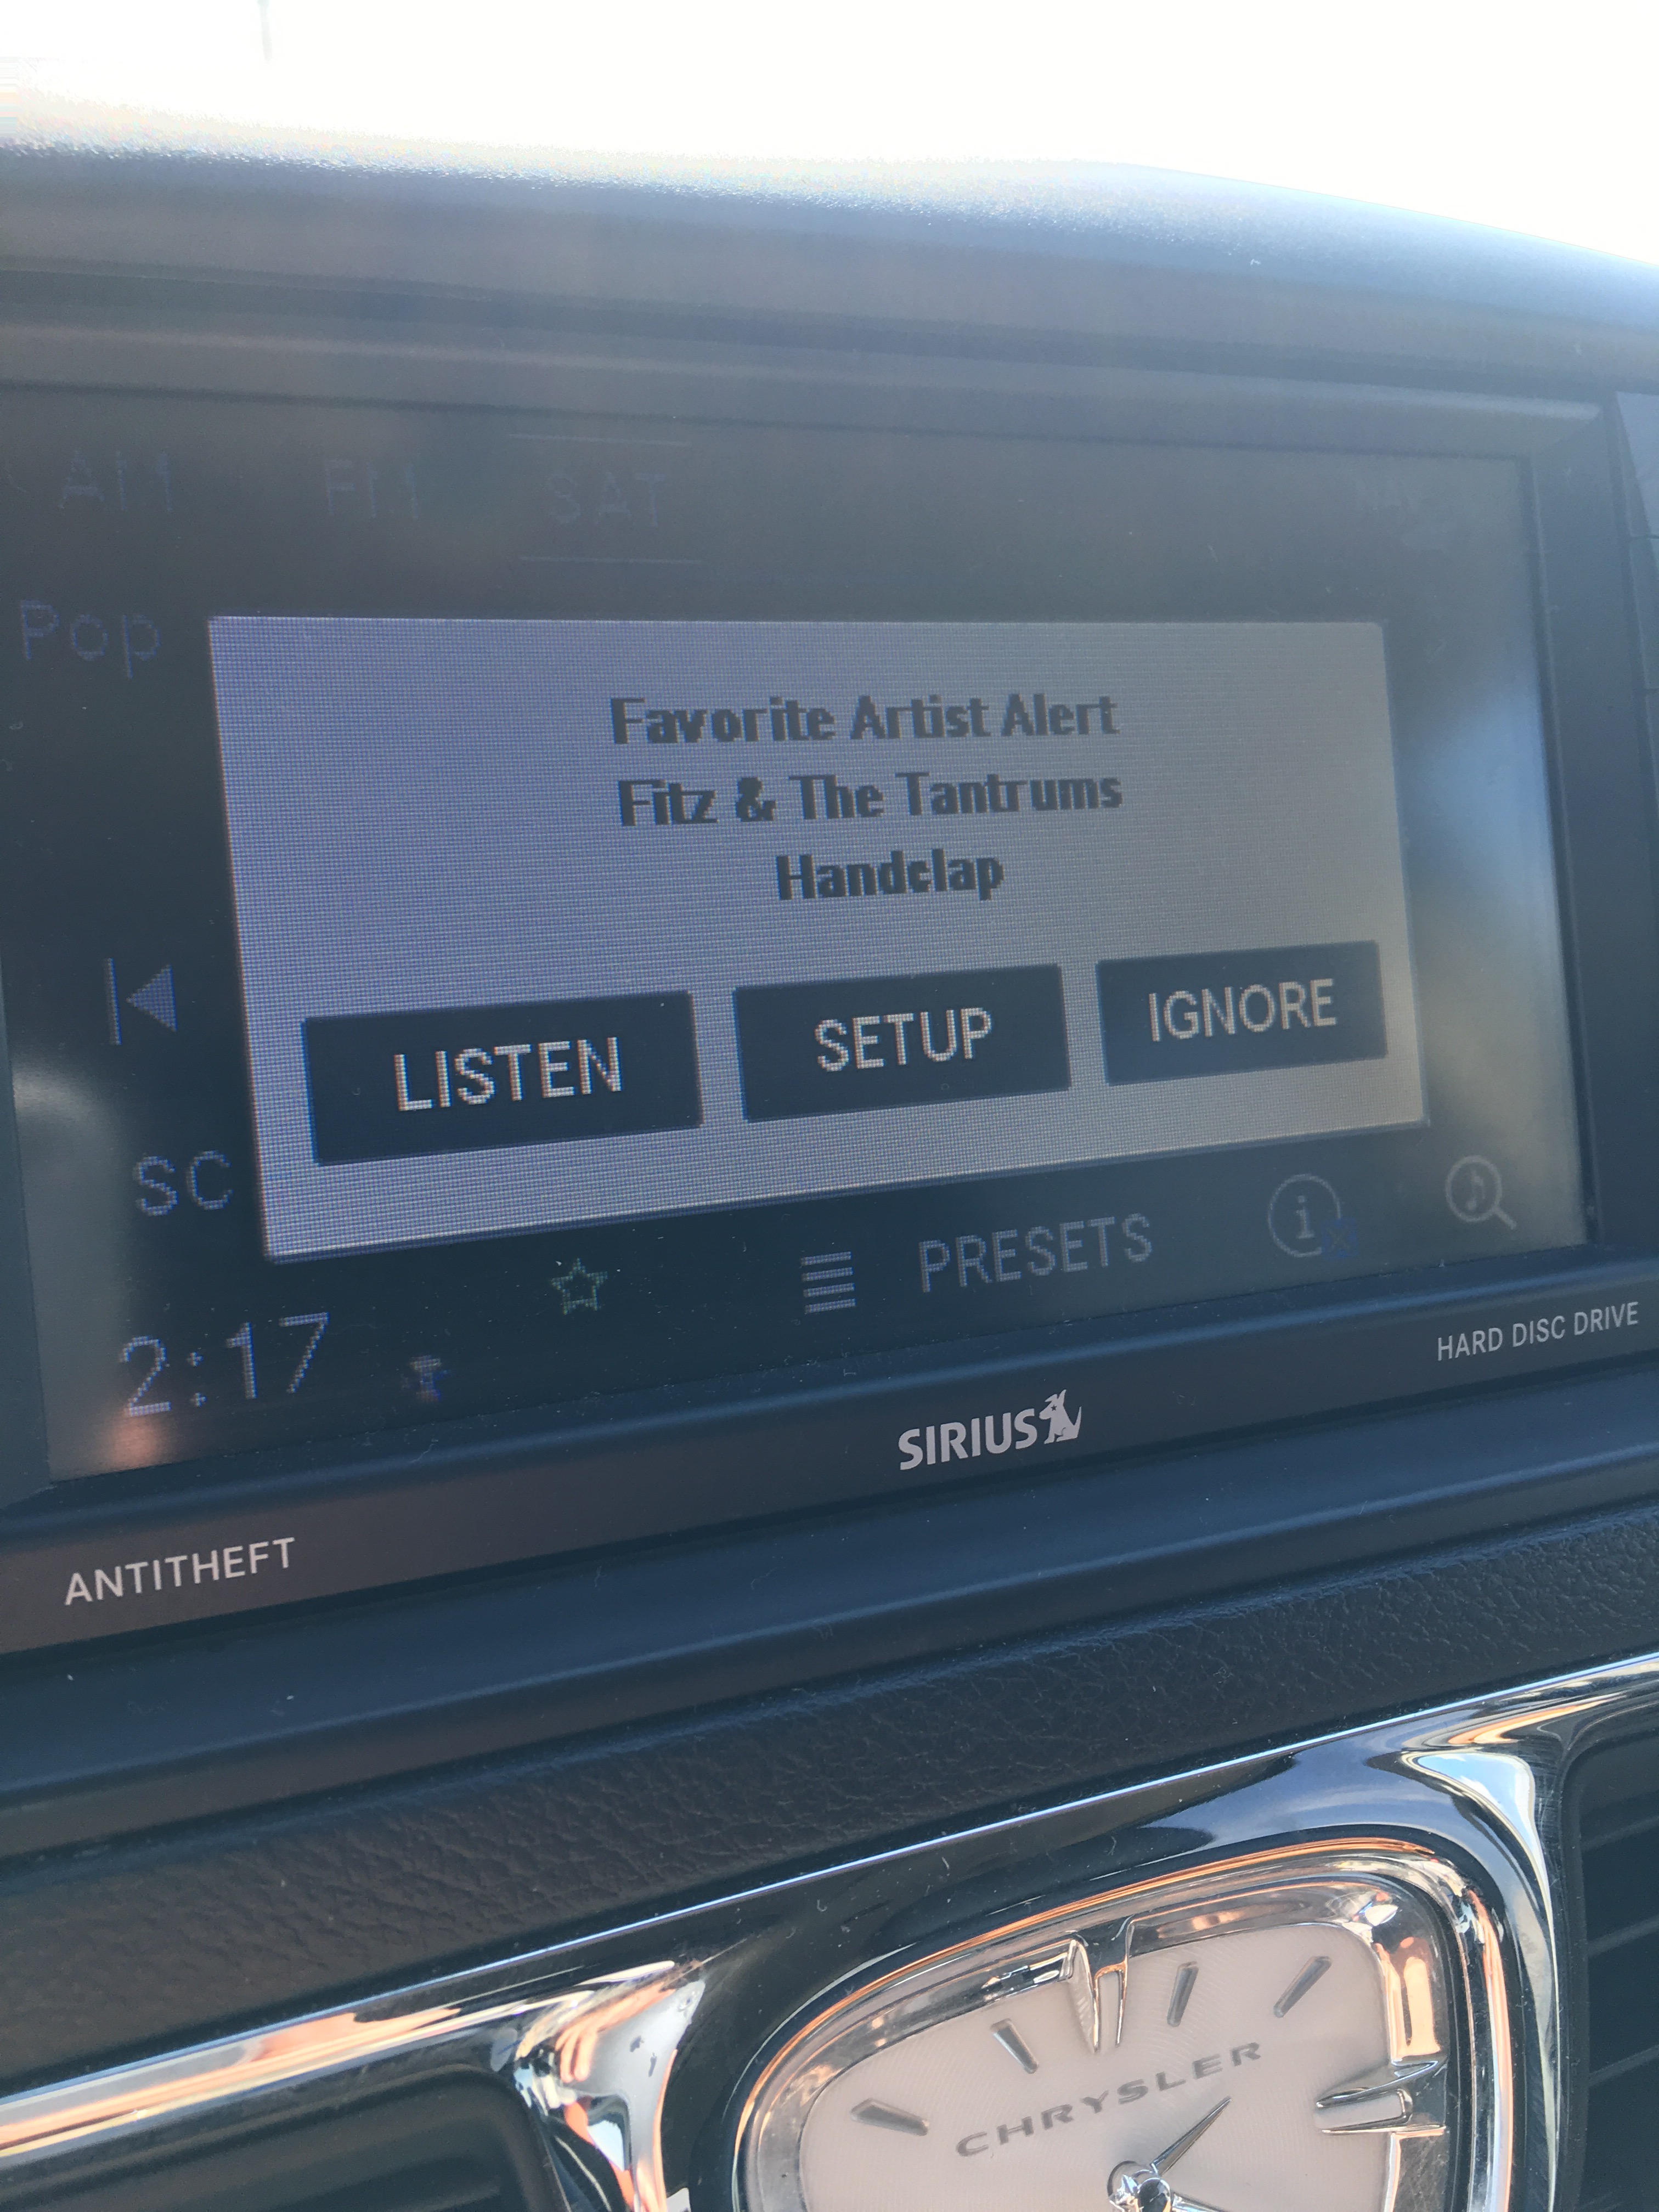 AM FM SAT NAV
Pop
Favorite Artist Alert
Fitz & The Tantrums
Handclap
LISTEN SETUP IGNORE
SC
PRESETS
2:17
HARD DISC DRIVE
SIRIUS
ANTITHEFT
CHRYSLER